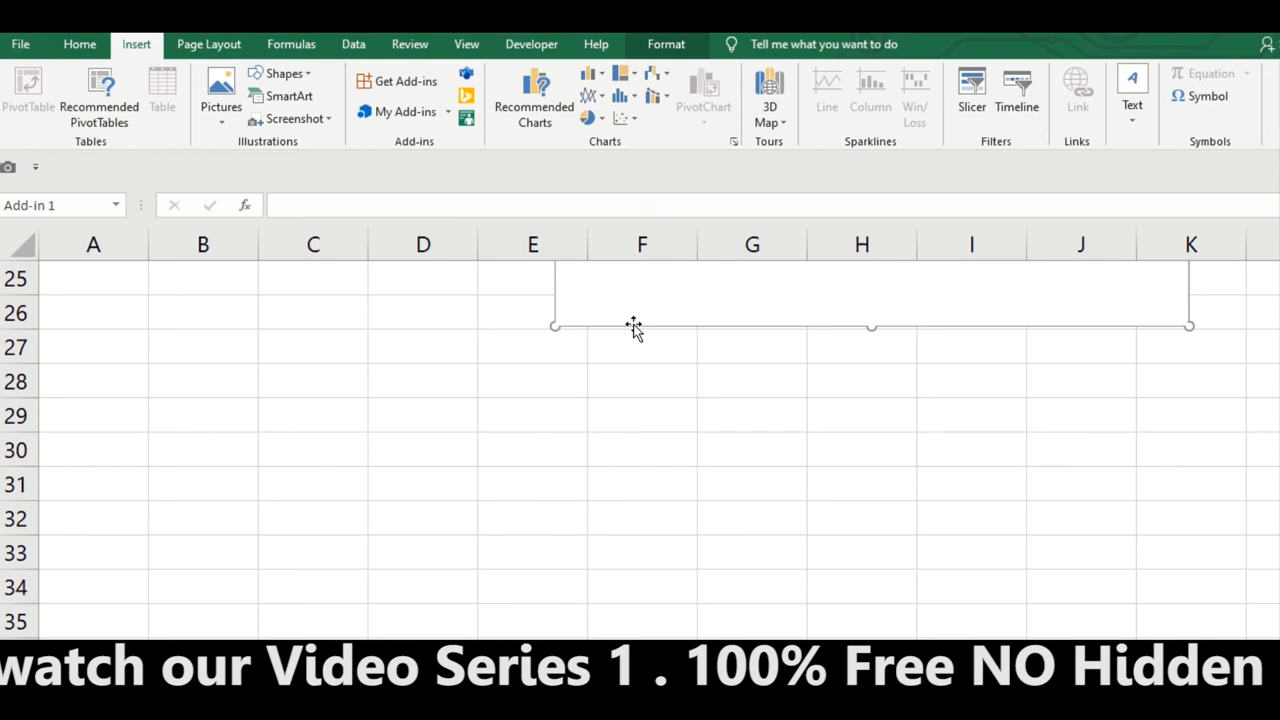 File Home Insert Page Layout Formulas Data Review View Developer Help Format Tell me what you want to do
PivotTable Recommended PivotTables Table
Tables
Pictures Shapes SmartArt Screenshot
Illustrations
Get Add-ins
My Add-ins
Add-ins
Recommended Charts PivotChart
Charts
3D Map
Tours
Line Column Win/Loss
Sparklines
Slicer Timeline
Filters
Link
Links
A
Text
π Equation
Ω Symbol
Symbols
Add-in 1 fx
A B C D E F G H I J K
25
26
27
28
29
30
31
32
33
34
35
watch our Video Series 1 . 100% Free NO Hidden